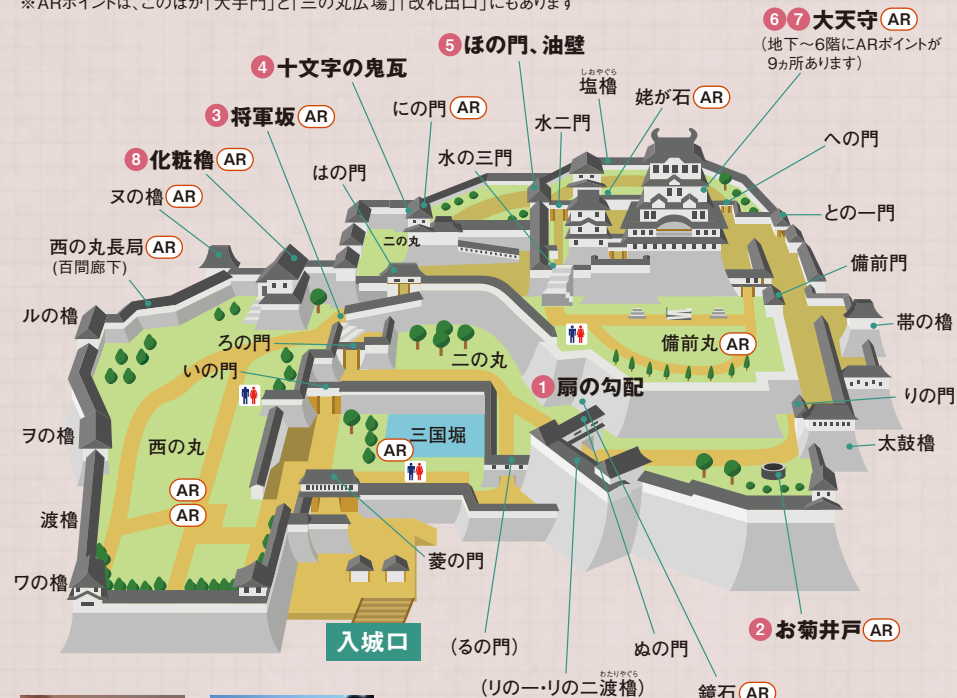 ※ARポイントは、このほか「大手門」と「三の丸広場」「改札出口」にもあります
6 7 大天守 AR
(地下〜6階にARポイントが
9ヵ所あります)
5 ほの門、油壁
4 十文字の鬼瓦
しおやぐら
塩櫓
姥が石 AR
3 将軍坂 AR
にの門 AR
水二門
への門
8 化粧櫓 AR
はの門
水の三門
ヌの櫓 AR
との一門
二の丸
西の丸長局 AR
(百間廊下)
備前門
ルの櫓
帯の櫓
ろの門
備前丸 AR
二の丸
いの門
1 扇の勾配
りの門
ヲの櫓
西の丸
三国堀
AR
太鼓櫓
AR
AR
渡櫓
菱の門
ワの櫓
入城口
(るの門)
ぬの門
2 お菊井戸 AR
わたりやぐら
(リの一・リの二渡櫓)
鏡石 AR